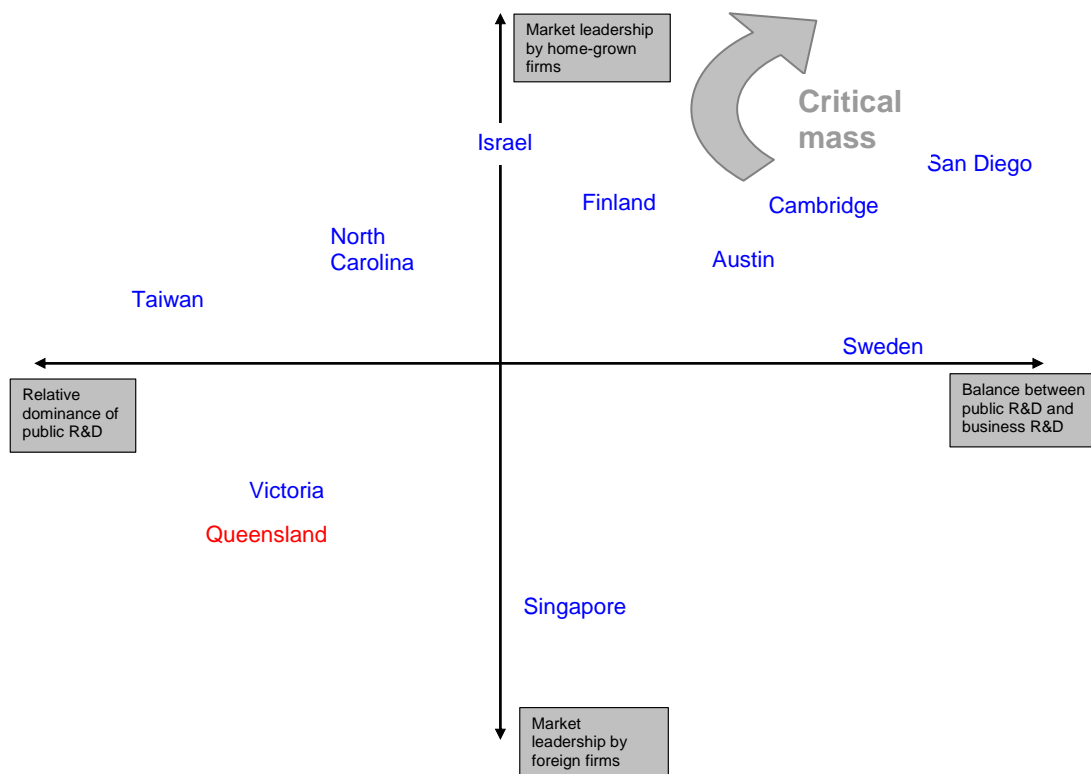 Market leadership
by home-grown
firms
Critical
mass
Israel
San Diego
Finland
Cambridge
North
Carolina
Austin
Taiwan
Sweden
Relative
dominance of
public R&D
Balance between
public R&D and
business R&D
Victoria
Queensland
Singapore
Market
leadership by
foreign firms